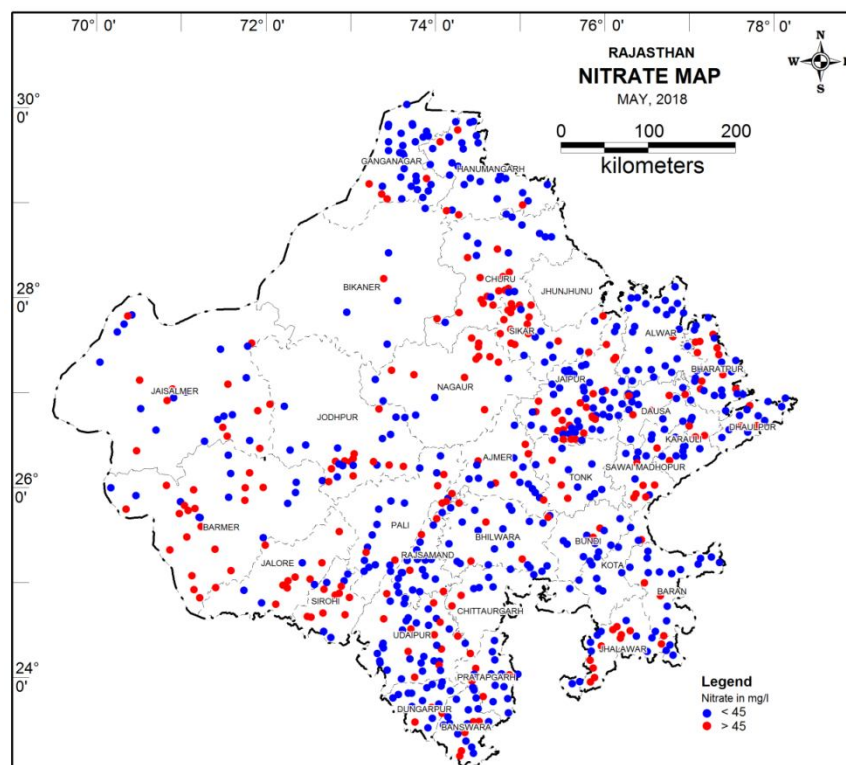 70° 0' 72° 0' 74° 0' 76° 0' 78° 0'
RAJASTHAN
NITRATE MAP
MAY, 2018
N
W E
S
0 100 200
kilometers
30°
0'
GANGANAGAR
HANUMANGARH
28°
0'
BIKANER
CHURU
JHUNJHUNU
SIKAR
ALWAR
BHARATPUR
JAISALMER
NAGAUR
JAIPUR
JODHPUR
DAUSA
DHAULPUR
KARAULI
26°
0'
AJMER
TONK
SAWAI MADHOPUR
BARMER
PALI
BHILWARA
BUNDI
RAJSAMAND
KOTA
JALORE
SIROHI
BARAN
CHITTAURGARH
24°
0'
UDAIPUR
JHALAWAR
PRATAPGARH
DUNGARPUR
BANSWARA
Legend
Nitrate in mg/l
< 45
> 45